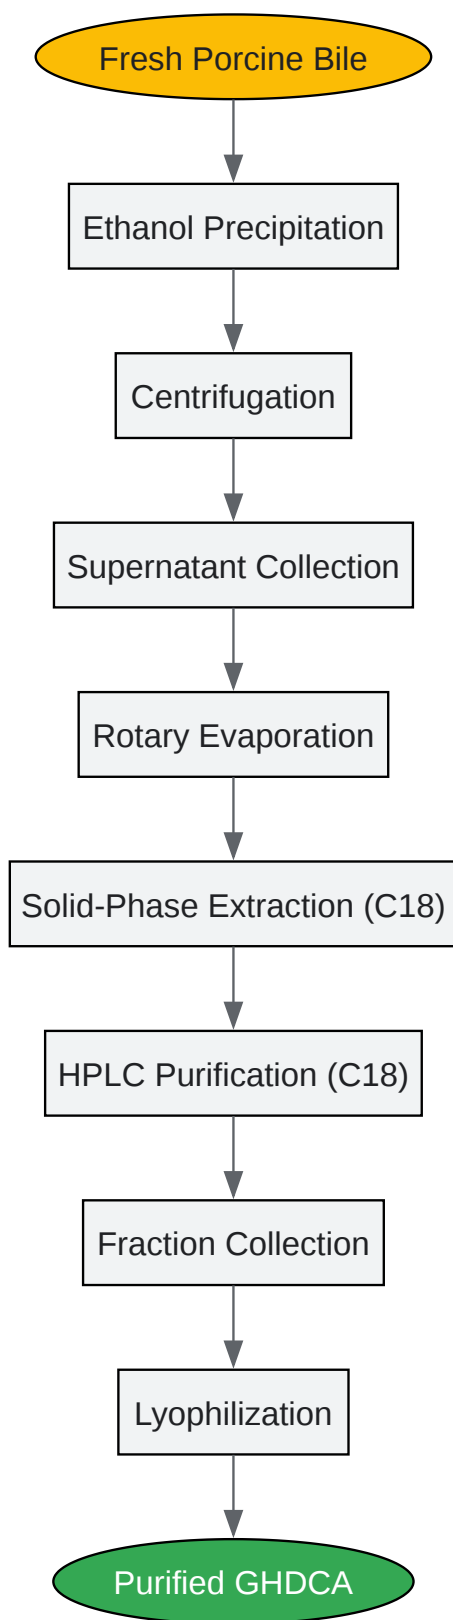 Fresh Porcine Bile
Ethanol Precipitation
Centrifugation
Supernatant Collection
Rotary Evaporation
Solid-Phase Extraction (C18)
HPLC Purification (C18)
Fraction Collection
Lyophilization
Purified GHDCA